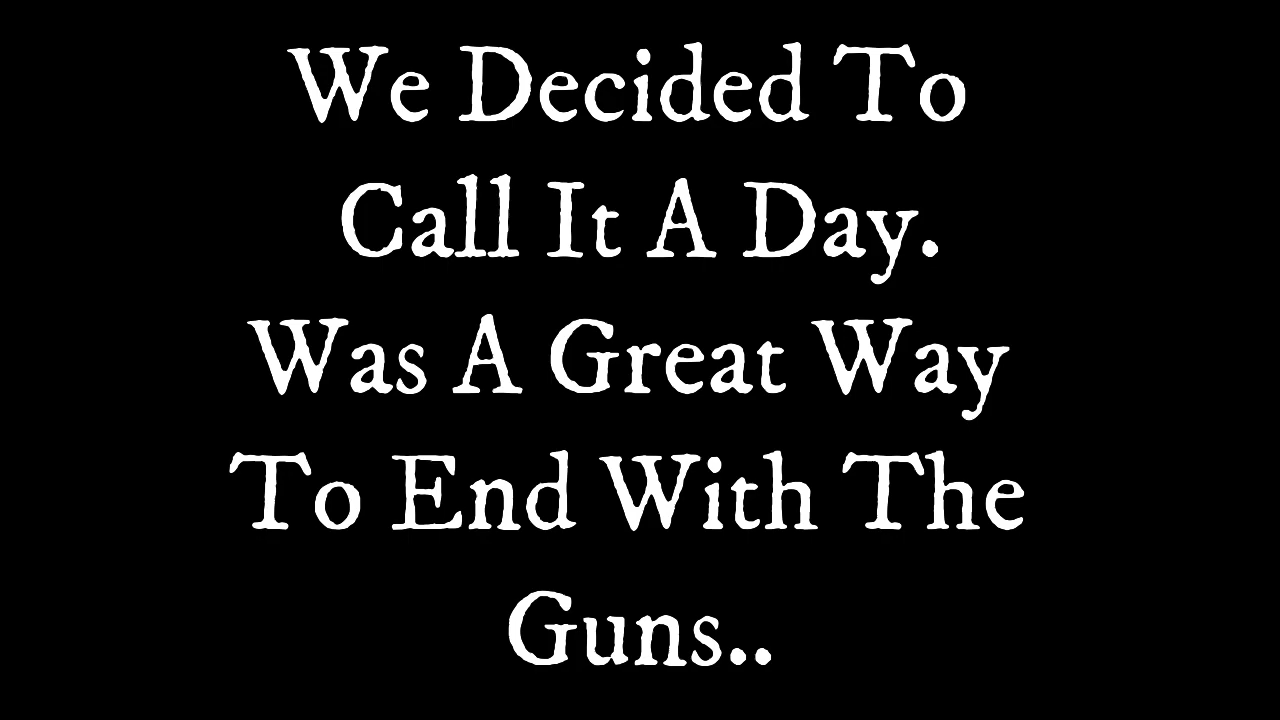 We Decided To
Call It A Day.
Was A Great Way
To End With The
Guns..